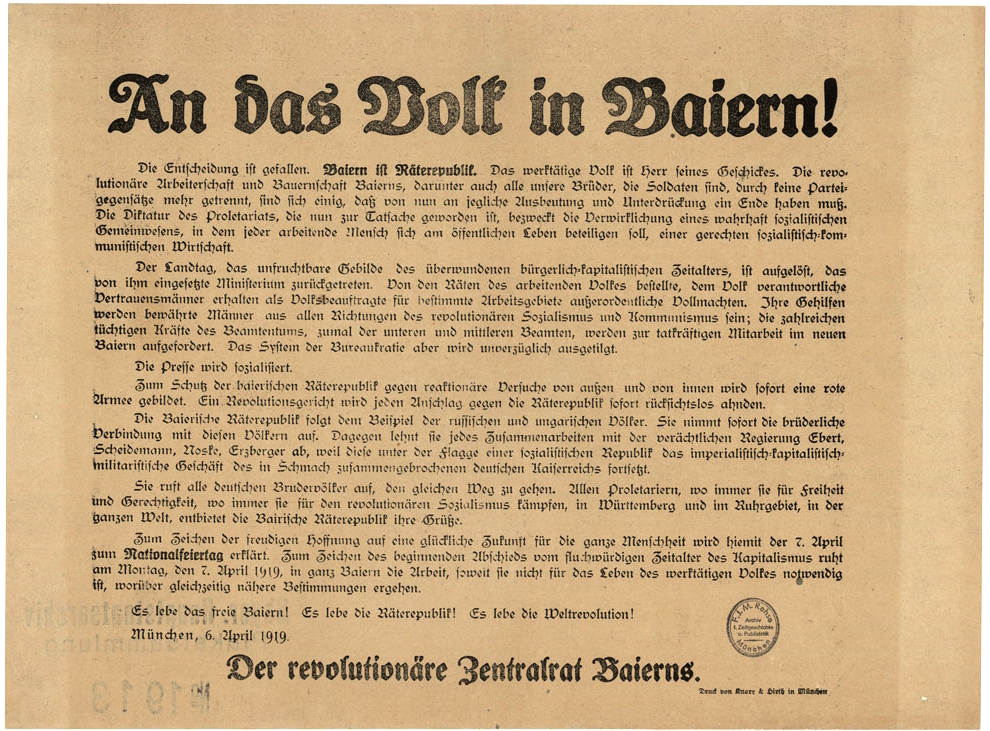 An das Volk in Baiern!
Die Entscheidung ist gefallen. Baiern ist Räterepublik. Das werktätige Volk ist Herr seines Geschickes. Die revo-
lutionäre Arbeiterschaft und Bauernschaft Baierns, darunter auch alle unsere Brüder, die Soldaten sind, durch keine Partei-
gegensätze mehr getrennt, sind sich einig, daß von nun an jegliche Ausbeutung und Unterdrückung ein Ende haben muß.
Die Diktatur des Proletariats, die nun zur Tatsache geworden ist, bezweckt die Verwirklichung eines wahrhaft sozialistischen
Gemeinwesens, in dem jeder arbeitende Mensch sich am öffentlichen Leben beteiligen soll, einer gerechten sozialistisch-kom-
munistischen Wirtschaft.
Der Landtag, das unfruchtbare Gebilde des überwundenen bürgerlich-kapitalistischen Zeitalters, ist aufgelöst, das
von ihm eingesetzte Ministerium zurückgetreten. Von den Räten des arbeitenden Volkes bestellte, dem Volk verantwortliche
Vertrauensmänner erhalten als Volksbeauftragte für bestimmte Arbeitsgebiete außerordentliche Vollmachten. Ihre Gehilfen
werden bewährte Männer aus allen Richtungen des revolutionären Sozialismus und Kommunismus sein; die zahlreichen
tüchtigen Kräfte des Beamtentums, zumal der unteren und mittleren Beamten, werden zur tatkräftigen Mitarbeit im neuen
Baiern aufgefordert. Das System der Bureaukratie aber wird unverzüglich ausgetilgt.
Die Presse wird sozialisiert.
Zum Schutz der baierischen Räterepublik gegen reaktionäre Versuche von außen und von innen wird sofort eine rote
Armee gebildet. Ein Revolutionsgericht wird jeden Anschlag gegen die Räterepublik sofort rücksichtslos ahnden.
Die Baierische Räterepublik folgt dem Beispiel der russischen und ungarischen Völker. Sie nimmt sofort die brüderliche
Verbindung mit diesen Völkern auf. Dagegen lehnt sie jedes Zusammenarbeiten mit der verächtlichen Regierung Ebert,
Scheidemann, Noske, Erzberger ab, weil diese unter der Flagge einer sozialistischen Republik das imperialistisch-kapitalistisch-
militaristische Geschäft des in Schmach zusammengebrochenen deutschen Kaiserreichs fortsetzt.
Sie ruft alle deutschen Brudervölker auf, den gleichen Weg zu gehen. Allen Proletariern, wo immer sie für Freiheit
und Gerechtigkeit, wo immer sie für den revolutionären Sozialismus kämpfen, in Württemberg und im Ruhrgebiet, in der
ganzen Welt, entbietet die Bairische Räterepublik ihre Grüße.
Zum Zeichen der freudigen Hoffnung auf eine glückliche Zukunft für die ganze Menschheit wird hiemit der 7. April
zum Nationalfeiertag erklärt. Zum Zeichen des beginnenden Abschieds vom fluchwürdigen Zeitalter des Kapitalismus ruht
am Montag, den 7. April 1919, in ganz Baiern die Arbeit, soweit sie nicht für das Leben des werktätigen Volkes notwendig
ist, worüber gleichzeitig nähere Bestimmungen ergehen.
Es lebe das freie Baiern! Es lebe die Räterepublik! Es lebe die Weltrevolution!
München, 6. April 1919.
Der revolutionäre Zentralrat Baierns.
Druck von Knorr & Hirth in München
Archiv
f. Zeitgeschichte
u. Publizistik
München
№ 1913